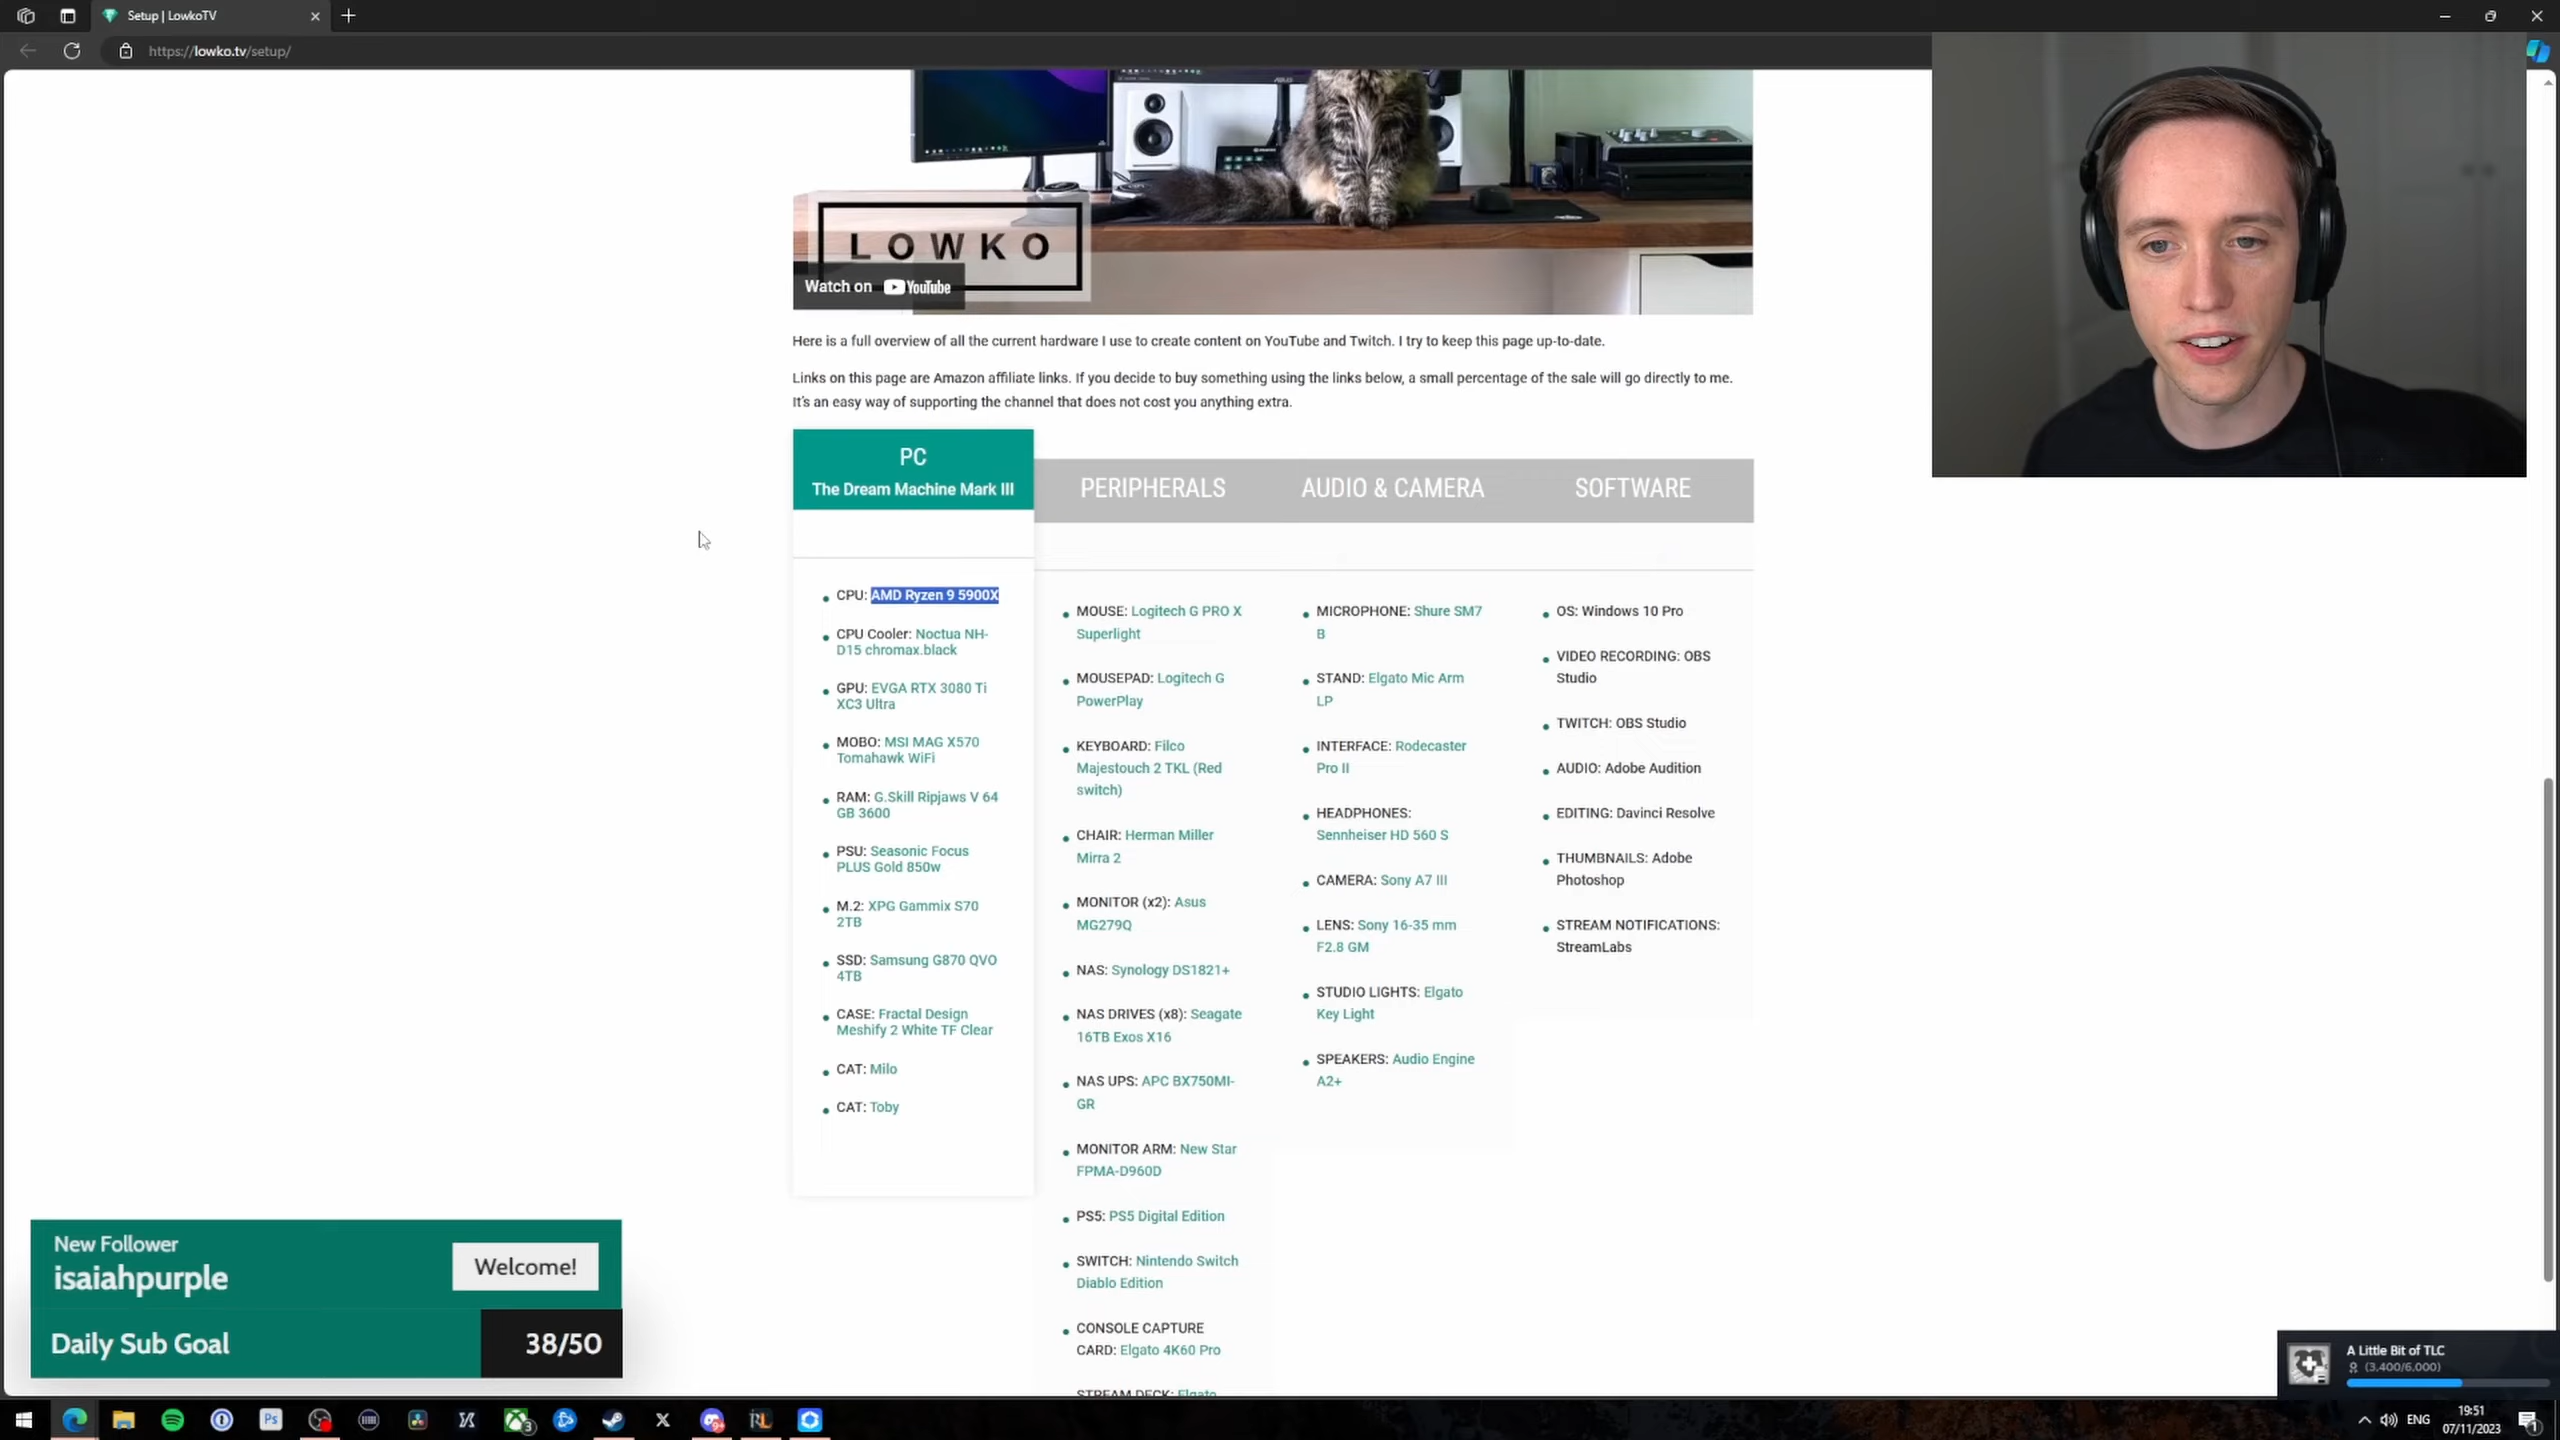 Setup | LowkoTV
https://lowko.tv/setup/
LOWKO
Watch on YouTube
Here is a full overview of all the current hardware I use to create content on YouTube and Twitch. I try to keep this page up-to-date.
Links on this page are Amazon affiliate links. If you decide to buy something using the links below, a small percentage of the sale will go directly to me.
It's an easy way of supporting the channel that does not cost you anything extra.
PC
The Dream Machine Mark III
CPU: AMD Ryzen 9 5900X
CPU Cooler: Noctua NH-
D15 chromax.black
GPU: EVGA RTX 3080 Ti
XC3 Ultra
MOBO: MSI MAG X570
Tomahawk WiFi
RAM: G.Skill Ripjaws V 64
GB 3600
PSU: Seasonic Focus
PLUS Gold 850w
M.2: XPG Gammix S70
2TB
SSD: Samsung G870 QVO
4TB
CASE: Fractal Design
Meshify 2 White TF Clear
CAT: Milo
CAT: Toby
PERIPHERALS
MOUSE: Logitech G PRO X
Superlight
MOUSEPAD: Logitech G
PowerPlay
KEYBOARD: Filco
Majestouch 2 TKL (Red
switch)
CHAIR: Herman Miller
Mirra 2
MONITOR (x2): Asus
MG279Q
NAS: Synology DS1821+
NAS DRIVES (x8): Seagate
16TB Exos X16
NAS UPS: APC BX750MI-
GR
MONITOR ARM: New Star
FPMA-D960D
PS5: PS5 Digital Edition
SWITCH: Nintendo Switch
Diablo Edition
CONSOLE CAPTURE
CARD: Elgato 4K60 Pro
STREAM DECK: Elgato
AUDIO & CAMERA
MICROPHONE: Shure SM7
B
STAND: Elgato Mic Arm
LP
INTERFACE: Rodecaster
Pro II
HEADPHONES:
Sennheiser HD 560 S
CAMERA: Sony A7 III
LENS: Sony 16-35 mm
F2.8 GM
STUDIO LIGHTS: Elgato
Key Light
SPEAKERS: Audio Engine
A2+
SOFTWARE
OS: Windows 10 Pro
VIDEO RECORDING: OBS
Studio
TWITCH: OBS Studio
AUDIO: Adobe Audition
EDITING: Davinci Resolve
THUMBNAILS: Adobe
Photoshop
STREAM NOTIFICATIONS:
StreamLabs
New Follower
isaiahpurple
Welcome!
Daily Sub Goal
38/50
A Little Bit of TLC
(3,400/6,000)
Ps
3
X
9+
RL
ENG
19:51
07/11/2023
1